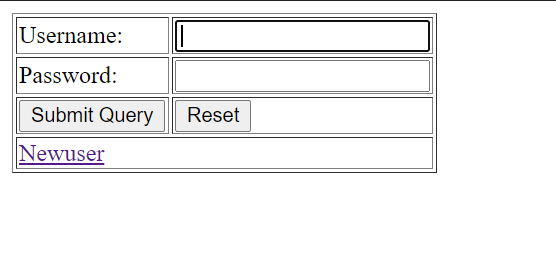 Username:
Password:
Submit Query Reset
Newuser